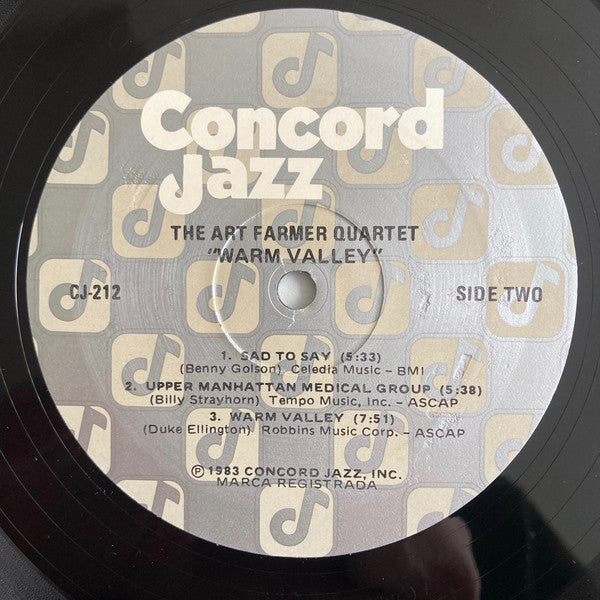 Concord
Jazz
THE ART FARMER QUARTET
"WARM VALLEY"
CJ-212
SIDE TWO
1. SAD TO SAY (5:33)
(Benny Golson) Celedia Music – BMI
2. UPPER MANHATTAN MEDICAL GROUP (5:38)
(Billy Strayhorn) Tempo Music, Inc. – ASCAP
3. WARM VALLEY (7:51)
(Duke Ellington) Robbins Music Corp. – ASCAP
℗ 1983 CONCORD JAZZ, INC.
MARCA REGISTRADA